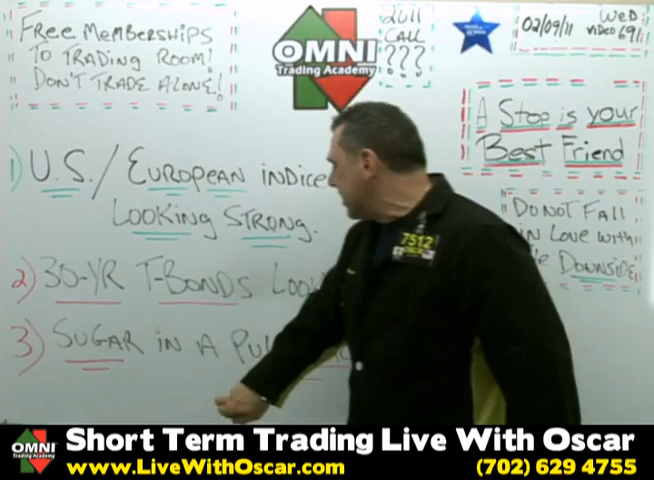 Free Memberships
To Trading Room!
Don't Trade Alone!
OMNI
Trading Academy
2011
CALL
???
02/09/11
WED
VIDEO 69
A Stop is your
Best Friend
1) U.S./European indice
Looking Strong.
Do Not Fall
in Love with
Downside
2) 30-YR T-Bonds Loo
3) Sugar in a Pul
7512
OMNI
Trading Academy
Short Term Trading Live With Oscar
www.LiveWithOscar.com
(702) 629 4755